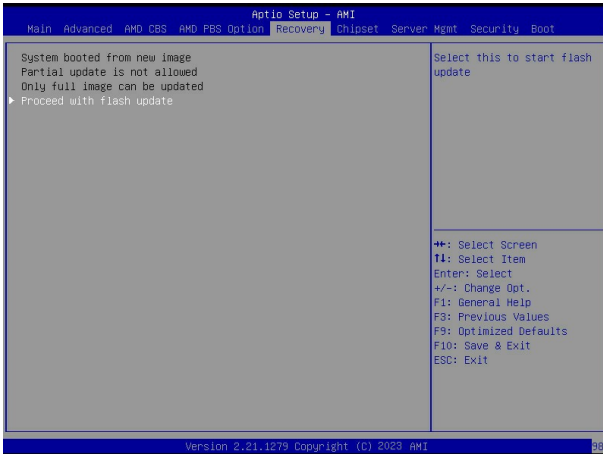 Aptio Setup – AMI
Main Advanced AMD CBS AMD PBS Option Recovery Chipset Server Mgmt Security Boot
System booted from new image
Partial update is not allowed
Only full image can be updated
Proceed with flash update
Select this to start flash
update
→←: Select Screen
↑↓: Select Item
Enter: Select
+/-: Change Opt.
F1: General Help
F3: Previous Values
F9: Optimized Defaults
F10: Save & Exit
ESC: Exit
Version 2.21.1279 Copyright (C) 2023 AMI
98